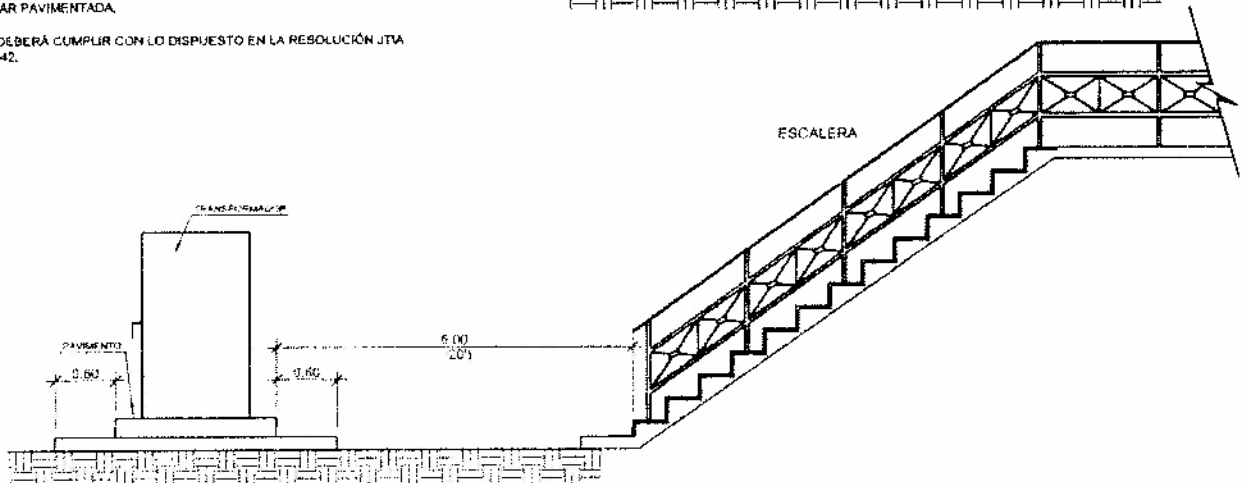 AR PAVIMENTADA,
DEBERÁ CUMPLIR CON LO DISPUESTO EN LA RESOLUCIÓN JTIA
42.
ESCALERA
TRANSFORMADOR
6.00
(20')
PAVIMENTO
0.60
0.60